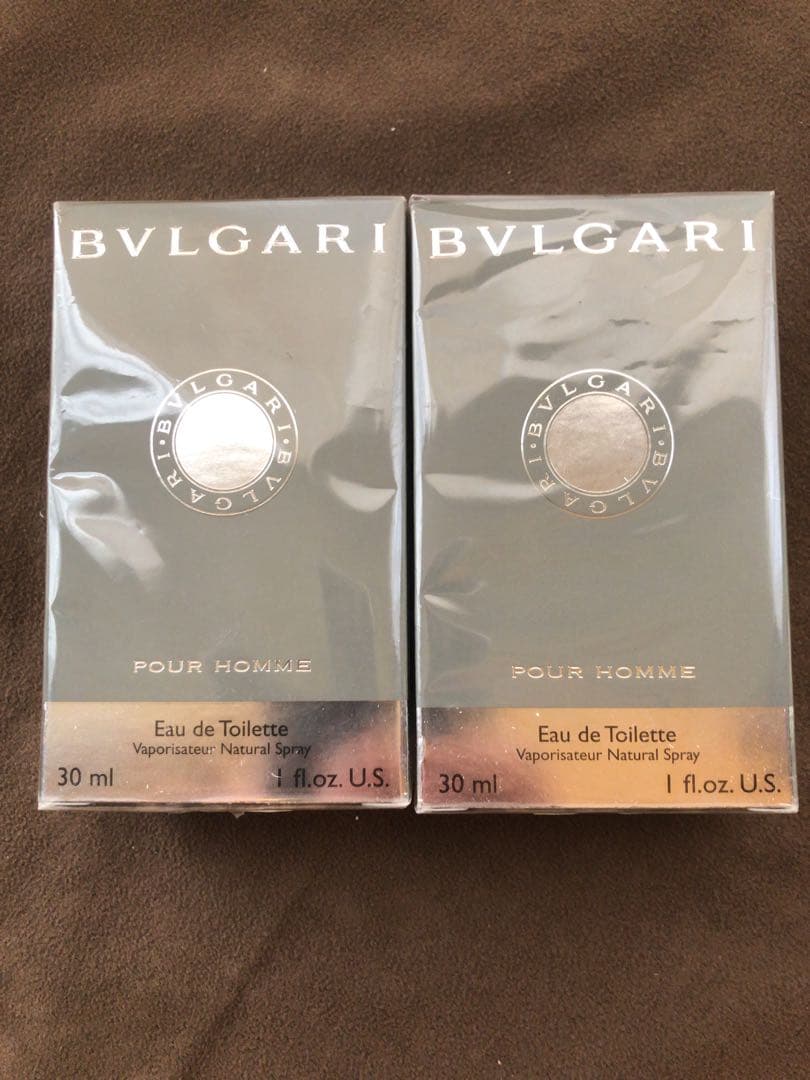 BVLGARI
BVLGARI · BVLGARI ·
POUR HOMME
Eau de Toilette
Vaporisateur Natural Spray
30 ml 1 fl.oz. U.S.
BVLGARI
BVLGARI · BVLGARI ·
POUR HOMME
Eau de Toilette
Vaporisateur Natural Spray
30 ml 1 fl.oz. U.S.